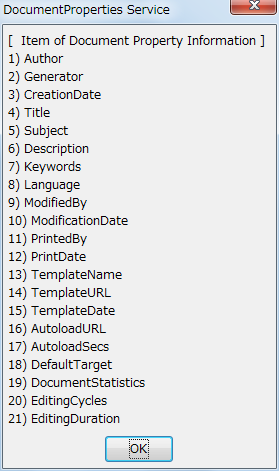 DocumentProperties Service
[ Item of Document Property Information ]
1) Author
2) Generator
3) CreationDate
4) Title
5) Subject
6) Description
7) Keywords
8) Language
9) ModifiedBy
10) ModificationDate
11) PrintedBy
12) PrintDate
13) TemplateName
14) TemplateURL
15) TemplateDate
16) AutoloadURL
17) AutoloadSecs
18) DefaultTarget
19) DocumentStatistics
20) EditingCycles
21) EditingDuration
OK